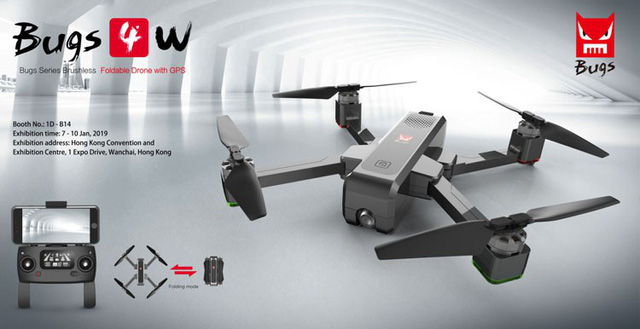 Bugs 4 W
Bugs Series Brushless Foldable Drone with GPS
Bugs
Booth No.: 1D - B14
Exhibition time: 7 - 10 Jan, 2019
Exhibition address: Hong Kong Convention and
Exhibition Centre, 1 Expo Drive, Wanchai, Hong Kong
Folding mode